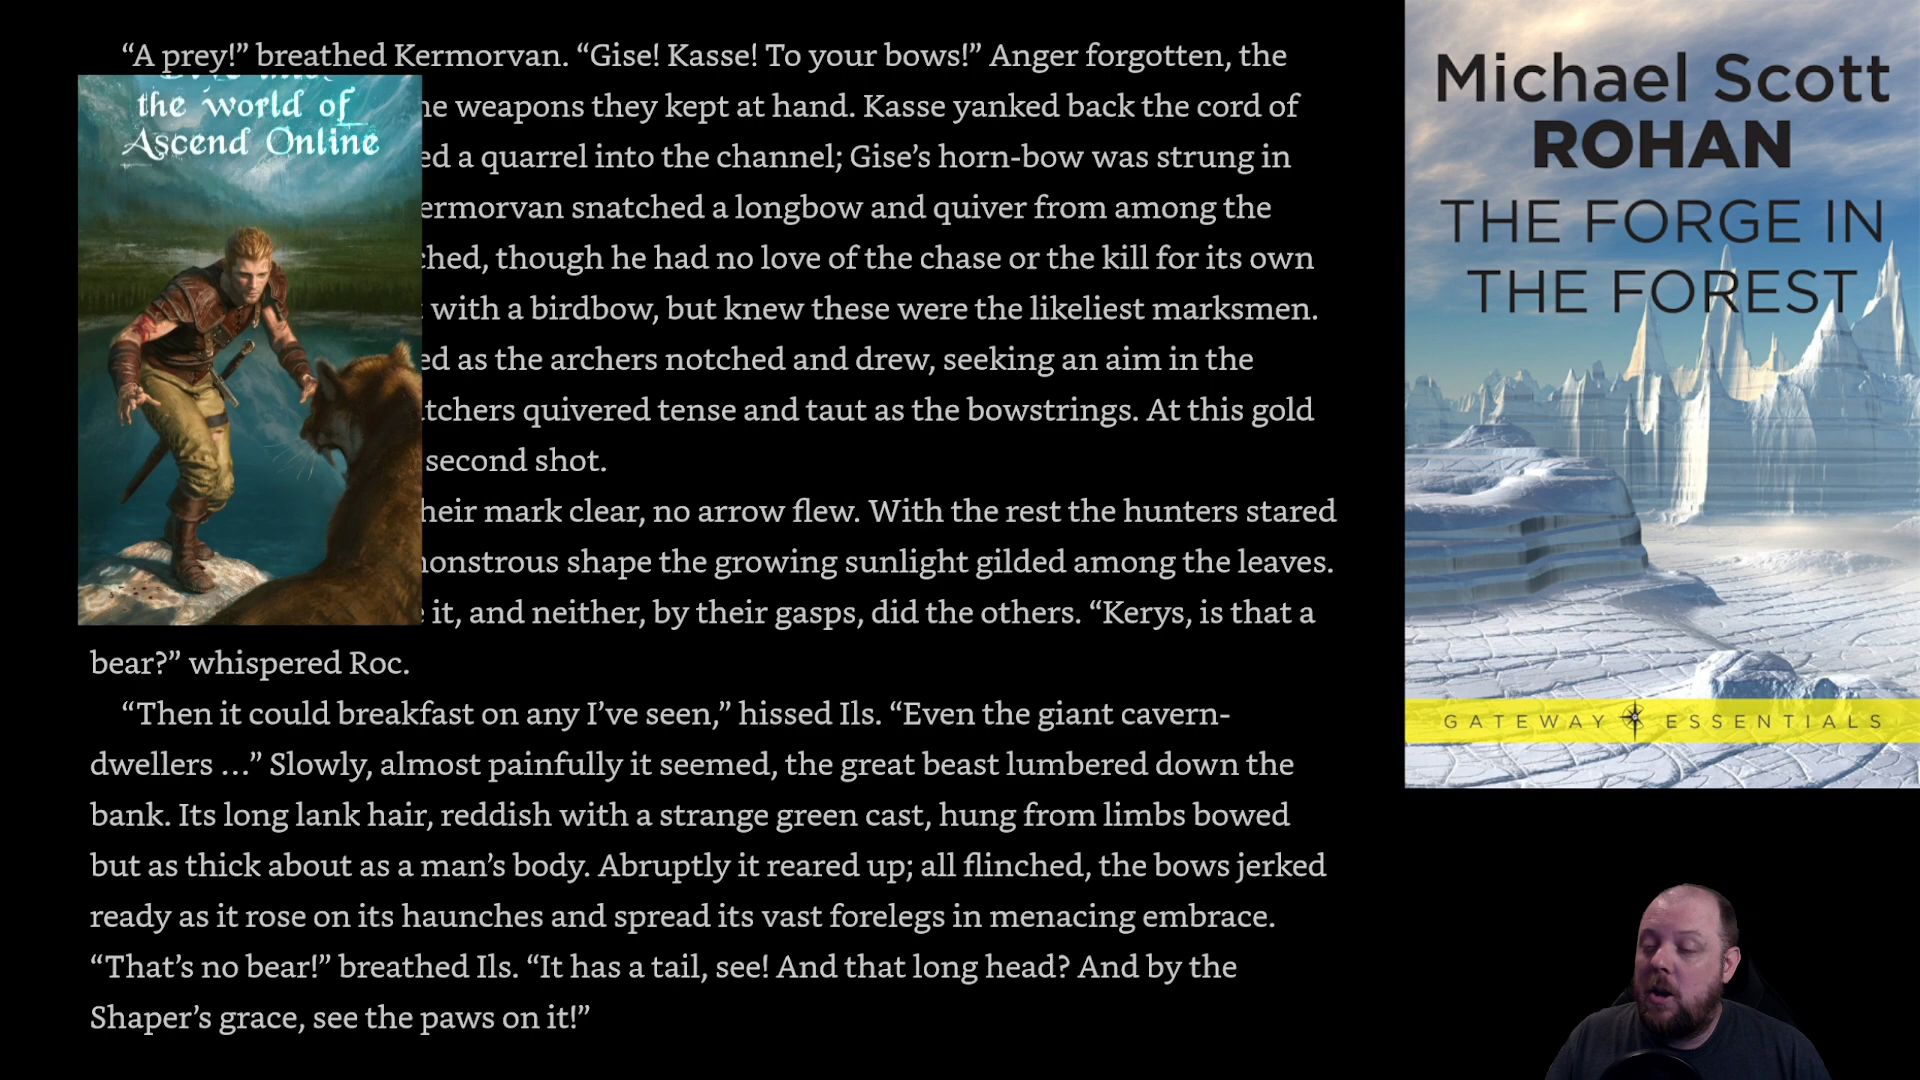 “A prey!” breathed Kermorvan. “Gise! Kasse! To your bows!” Anger forgotten, the
weapons they kept at hand. Kasse yanked back the cord of
a quarrel into the channel; Gise’s horn-bow was strung in
snatched a longbow and quiver from among the
though he had no love of the chase or the kill for its own
with a birdbow, but knew these were the likeliest marksmen.
as the archers notched and drew, seeking an aim in the
quivered tense and taut as the bowstrings. At this gold
second shot.
mark clear, no arrow flew. With the rest the hunters stared
shape the growing sunlight gilded among the leaves.
it, and neither, by their gasps, did the others. “Kerys, is that a
bear?” whispered Roc.
“Then it could breakfast on any I’ve seen,” hissed Ils. “Even the giant cavern-
dwellers …” Slowly, almost painfully it seemed, the great beast lumbered down the
bank. Its long lank hair, reddish with a strange green cast, hung from limbs bowed
but as thick about as a man’s body. Abruptly it reared up; all flinched, the bows jerked
ready as it rose on its haunches and spread its vast forelegs in menacing embrace.
“That’s no bear!” breathed Ils. “It has a tail, see! And that long head? And by the
Shaper’s grace, see the paws on it!”
the world of
Ascend Online
Michael Scott
ROHAN
THE FORGE IN
THE FOREST
GATEWAY ESSENTIALS